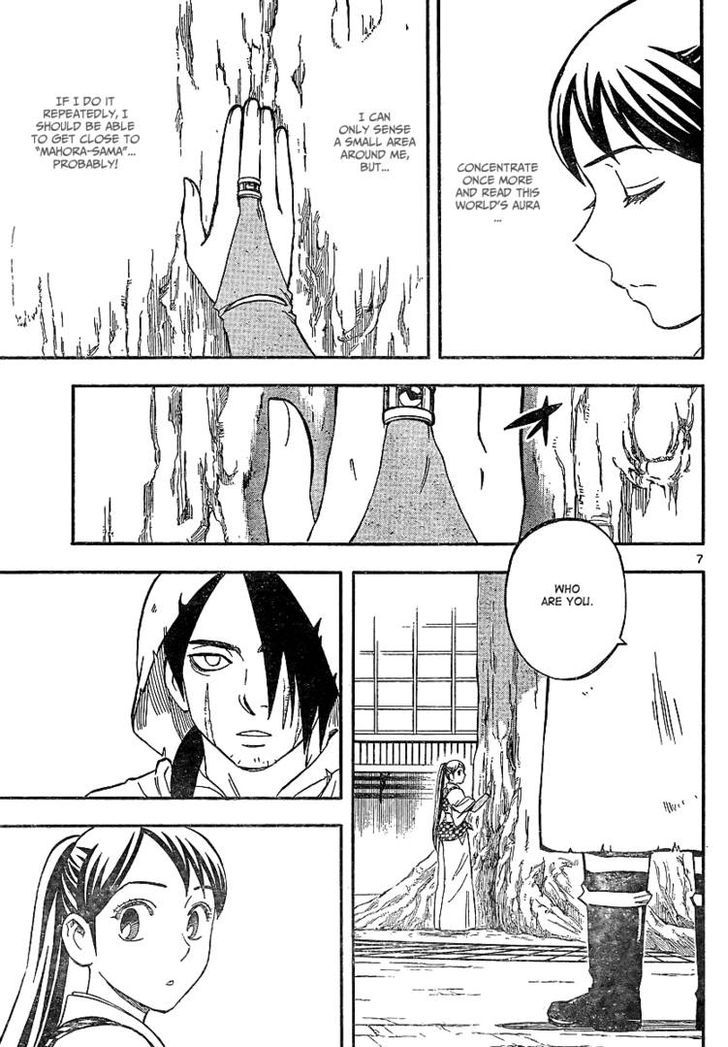 CONCENTRATE
ONCE MORE
AND READ THIS
WORLD'S AURA
...
I CAN
ONLY SENSE
A SMALL AREA
AROUND ME,
BUT...
IF I DO IT
REPEATEDLY, I
SHOULD BE ABLE
TO GET CLOSE TO
"MAHORA-SAMA"...
PROBABLY!
7
WHO
ARE YOU.